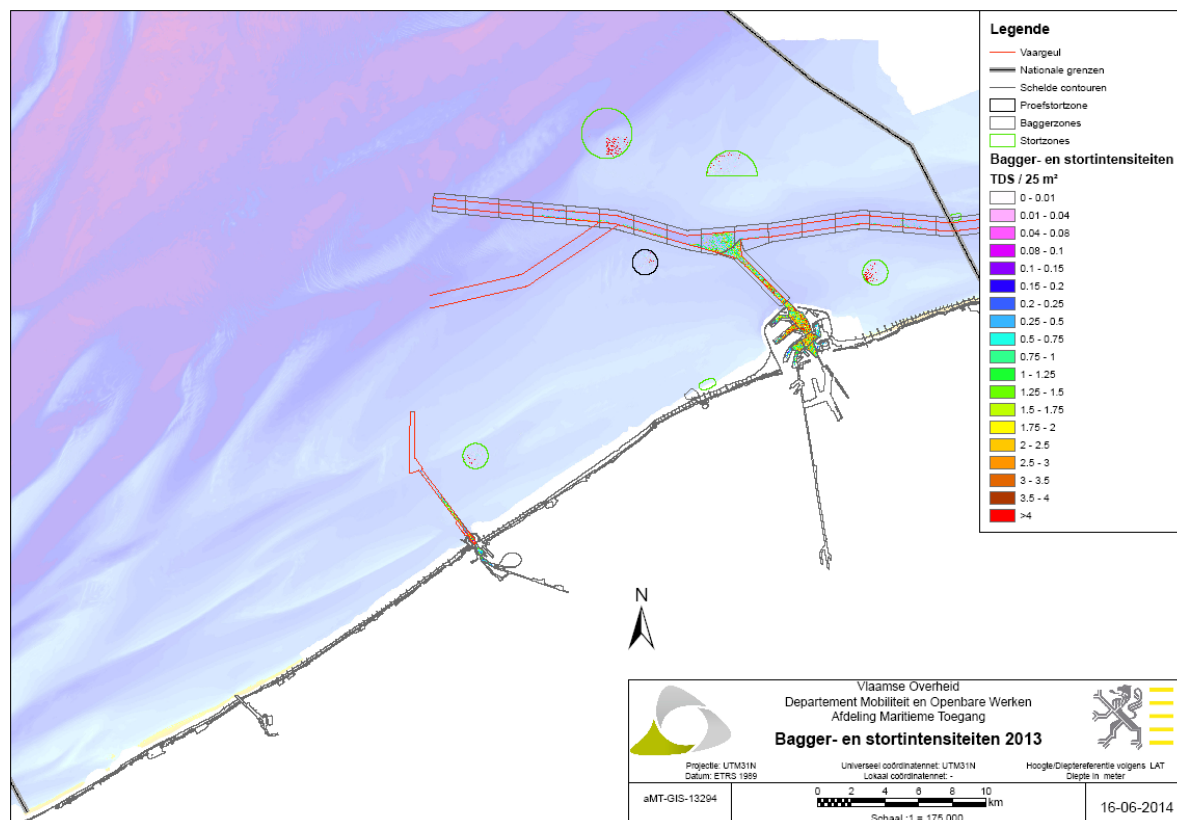 Legende
Vaargeul
Nationale grenzen
Schelde contouren
Proefstortzone
Baggerzones
Stortzones
Bagger- en stortintensiteiten
TDS / 25 m²
0 - 0.01
0.01 - 0.04
0.04 - 0.08
0.08 - 0.1
0.1 - 0.15
0.15 - 0.2
0.2 - 0.25
0.25 - 0.5
0.5 - 0.75
0.75 - 1
1 - 1.25
1.25 - 1.5
1.5 - 1.75
1.75 - 2
2 - 2.5
2.5 - 3
3 - 3.5
3.5 - 4
>4
N
Vlaamse Overheid
Departement Mobiliteit en Openbare Werken
Afdeling Maritieme Toegang
Bagger- en stortintensiteiten 2013
Projectie: UTM31N
Datum: ETRS 1989
Universeel coördinatennet: UTM31N
Lokaal coördinatennet: -
Hoogte/Dieptereferentie volgens LAT
Diepte in meter
aMT-GIS-13294
0 2 4 6 8 10
km
Schaal :1 = 175.000
16-06-2014